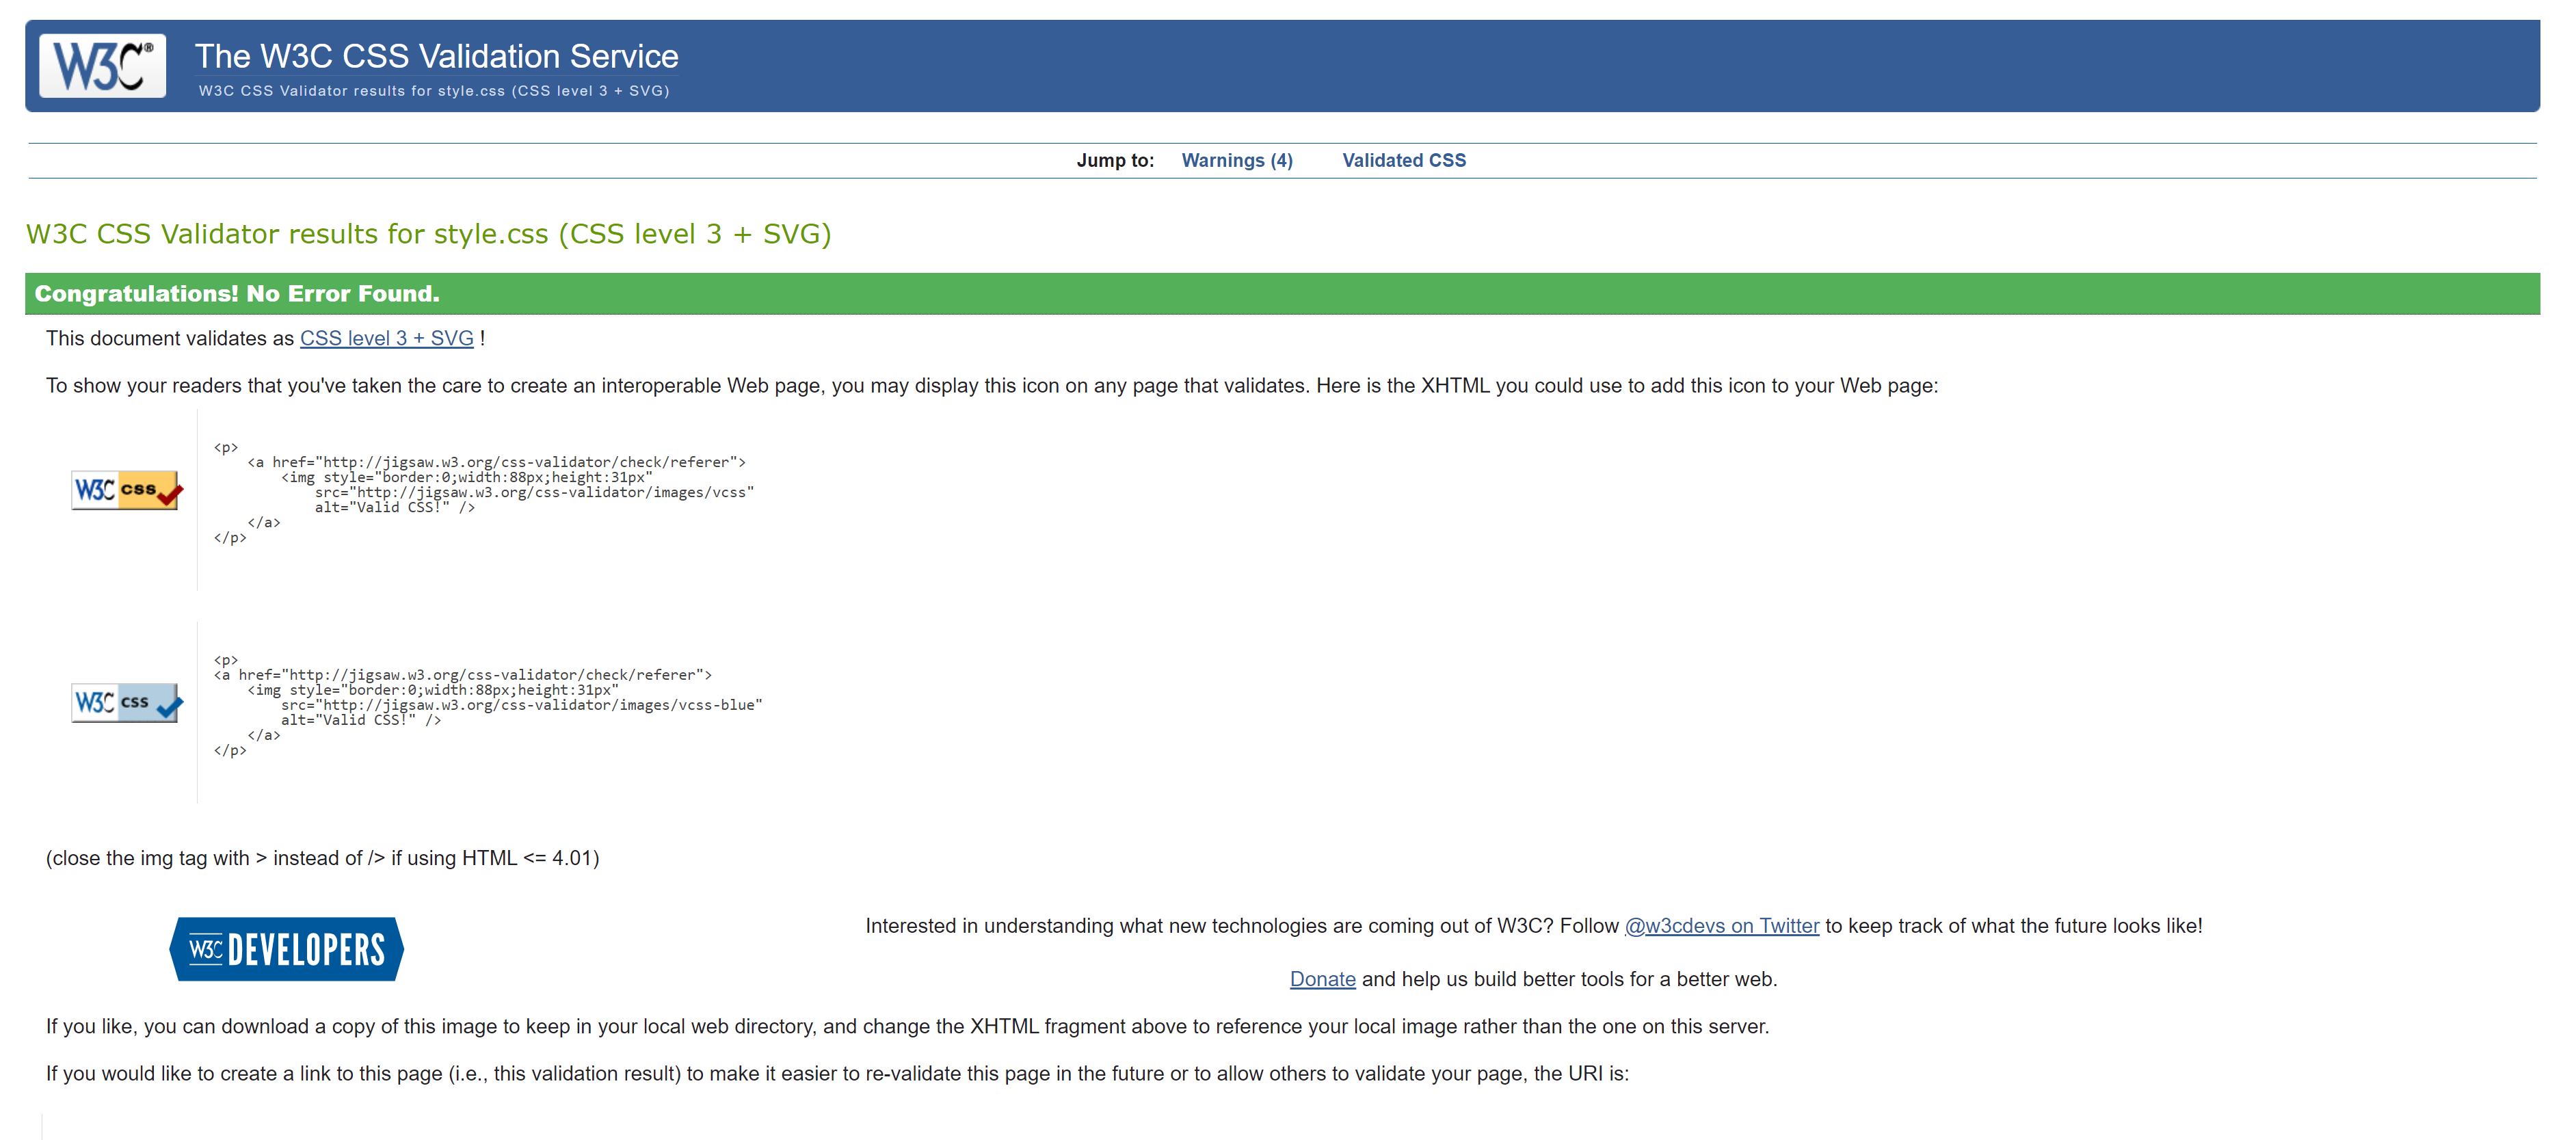 W3C®
The W3C CSS Validation Service
W3C CSS Validator results for style.css (CSS level 3 + SVG)
Jump to: Warnings (4) Validated CSS
W3C CSS Validator results for style.css (CSS level 3 + SVG)
Congratulations! No Error Found.
This document validates as CSS level 3 + SVG !
To show your readers that you've taken the care to create an interoperable Web page, you may display this icon on any page that validates. Here is the XHTML you could use to add this icon to your Web page:
W3C css
<p>
    <a href="http://jigsaw.w3.org/css-validator/check/referer">
        <img style="border:0;width:88px;height:31px"
            src="http://jigsaw.w3.org/css-validator/images/vcss"
            alt="Valid CSS!" />
    </a>
</p>
W3C css
<p>
<a href="http://jigsaw.w3.org/css-validator/check/referer">
    <img style="border:0;width:88px;height:31px"
        src="http://jigsaw.w3.org/css-validator/images/vcss-blue"
        alt="Valid CSS!" />
    </a>
</p>
(close the img tag with > instead of /> if using HTML <= 4.01)
W3C DEVELOPERS
Interested in understanding what new technologies are coming out of W3C? Follow @w3cdevs on Twitter to keep track of what the future looks like!
Donate and help us build better tools for a better web.
If you like, you can download a copy of this image to keep in your local web directory, and change the XHTML fragment above to reference your local image rather than the one on this server.
If you would like to create a link to this page (i.e., this validation result) to make it easier to re-validate this page in the future or to allow others to validate your page, the URI is: